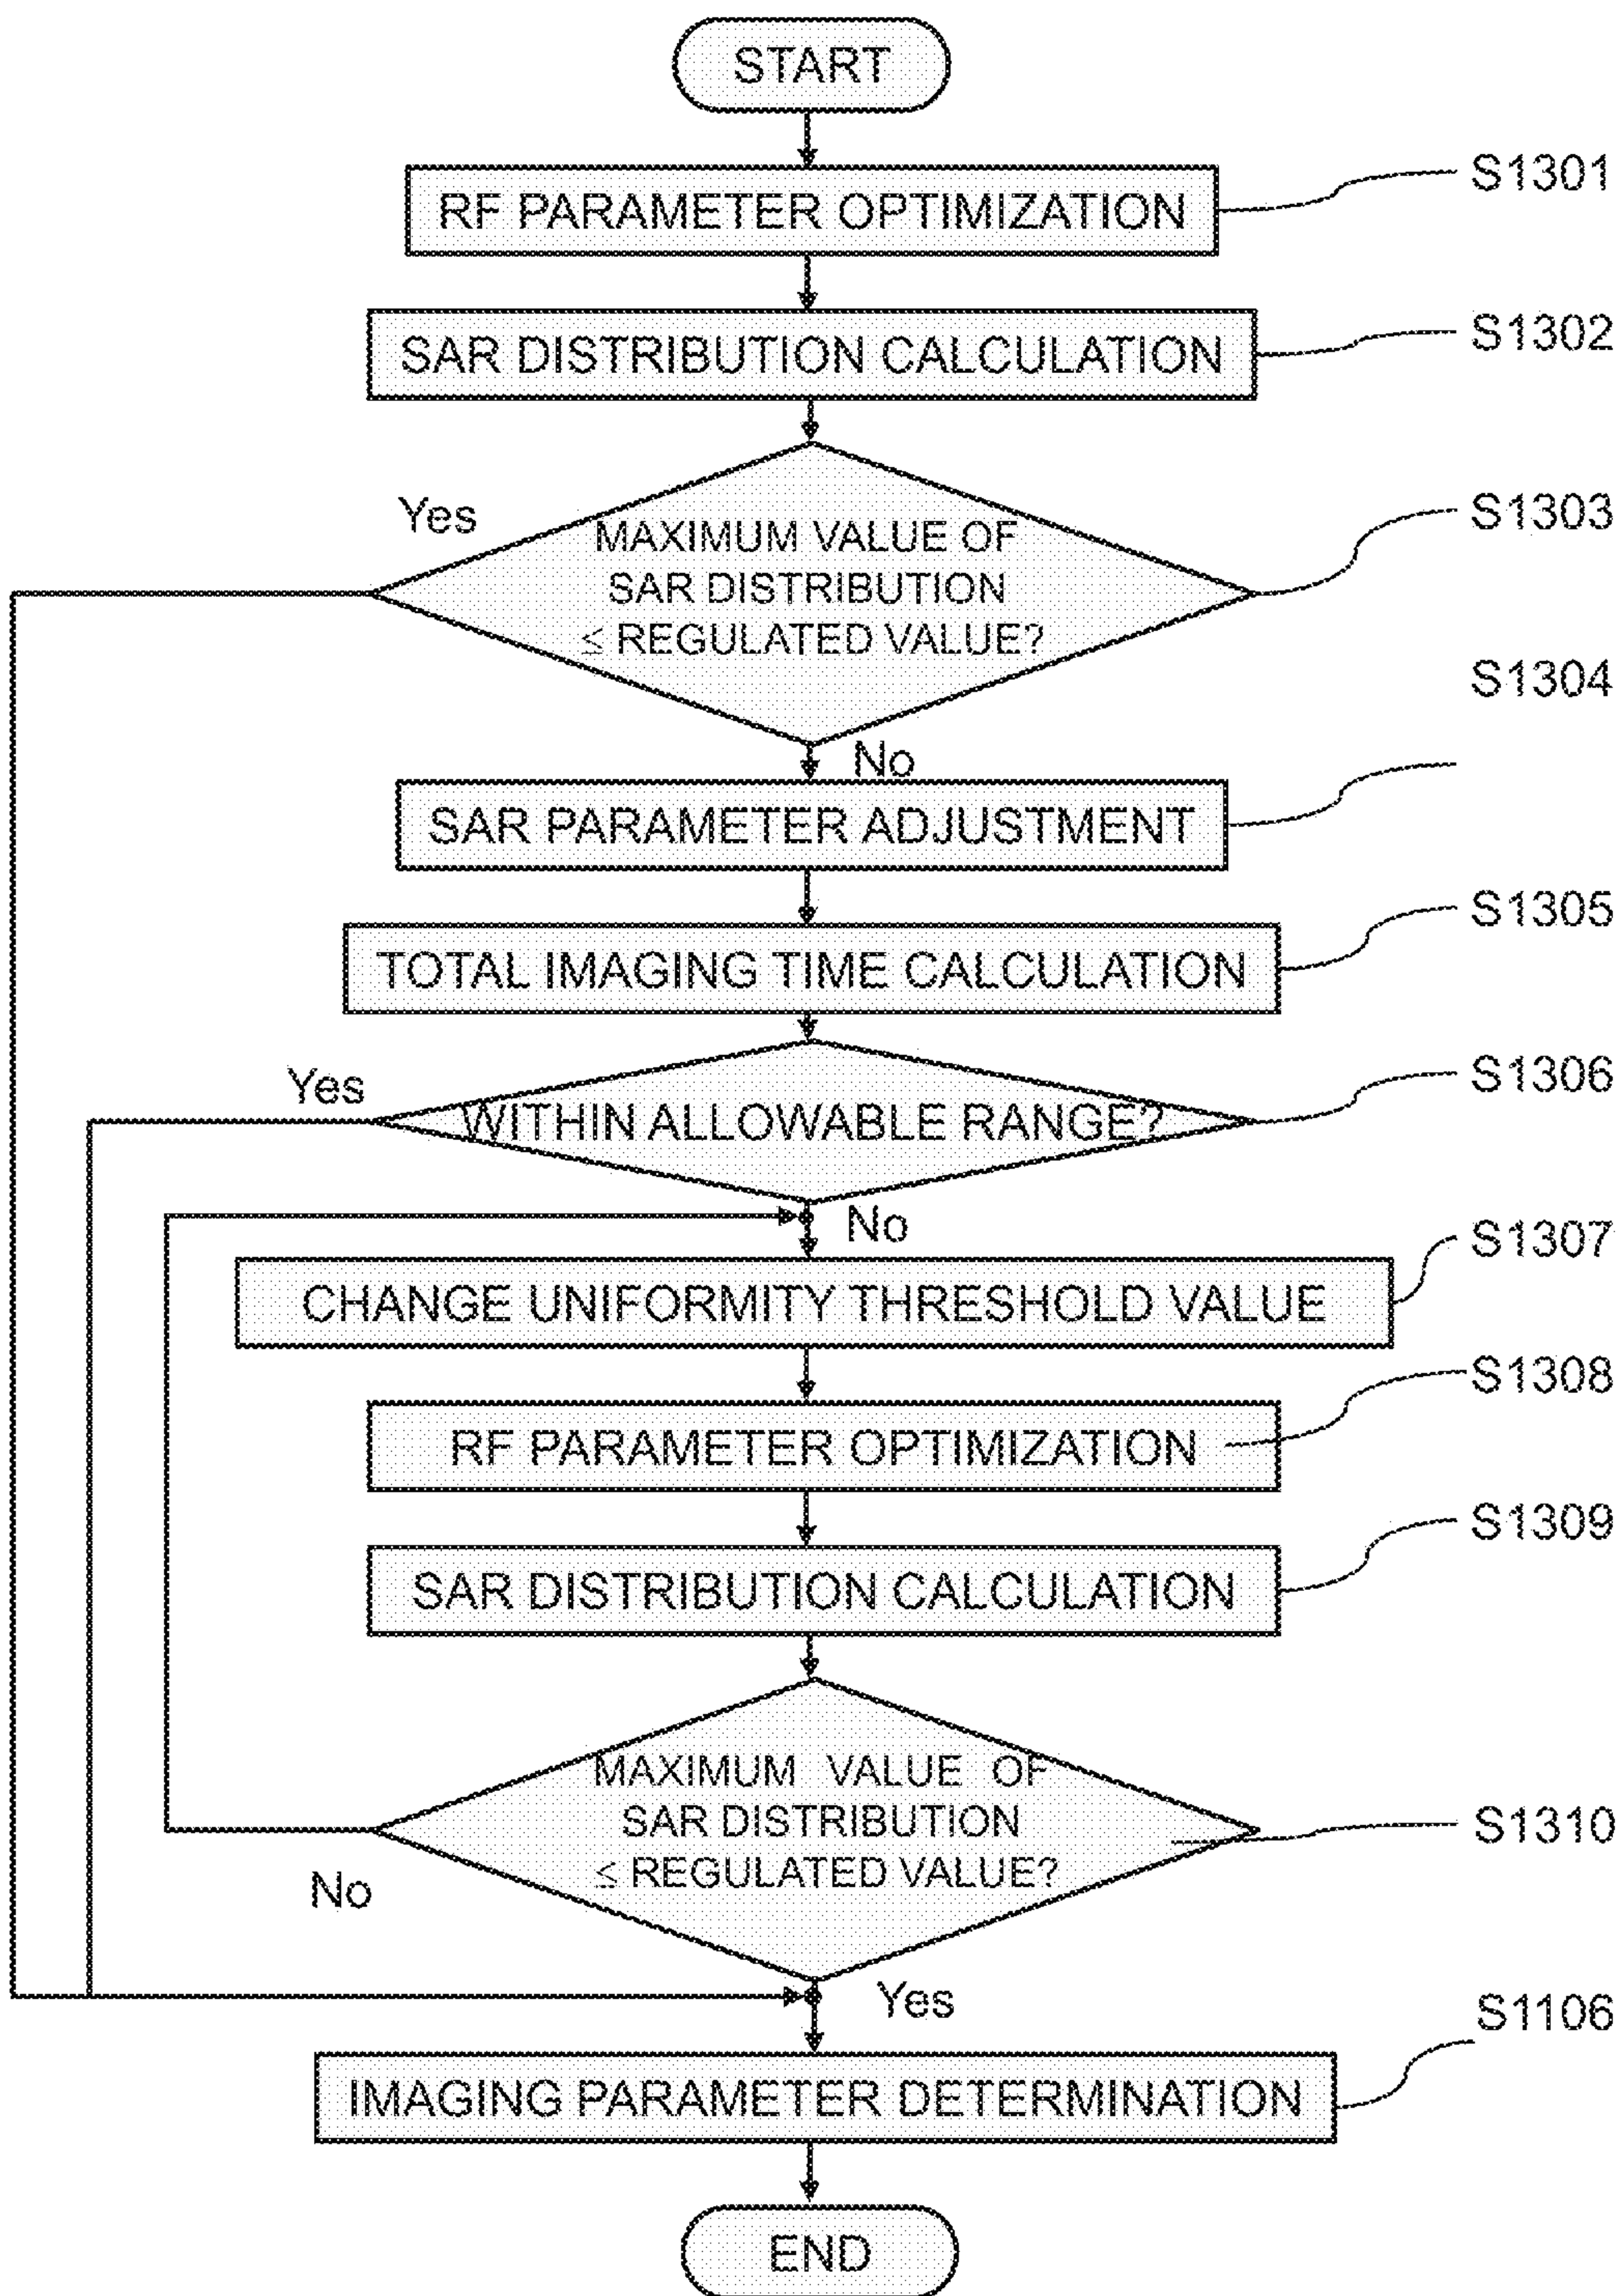 START
RF PARAMETER OPTIMIZATION
S1301
SAR DISTRIBUTION CALCULATION
S1302
Yes
MAXIMUM VALUE OF
SAR DISTRIBUTION
≤ REGULATED VALUE?
S1303
No
S1304
SAR PARAMETER ADJUSTMENT
TOTAL IMAGING TIME CALCULATION
S1305
Yes
WITHIN ALLOWABLE RANGE?
S1306
No
CHANGE UNIFORMITY THRESHOLD VALUE
S1307
RF PARAMETER OPTIMIZATION
S1308
SAR DISTRIBUTION CALCULATION
S1309
MAXIMUM VALUE OF
SAR DISTRIBUTION
≤ REGULATED VALUE?
S1310
No
Yes
IMAGING PARAMETER DETERMINATION
S1106
END